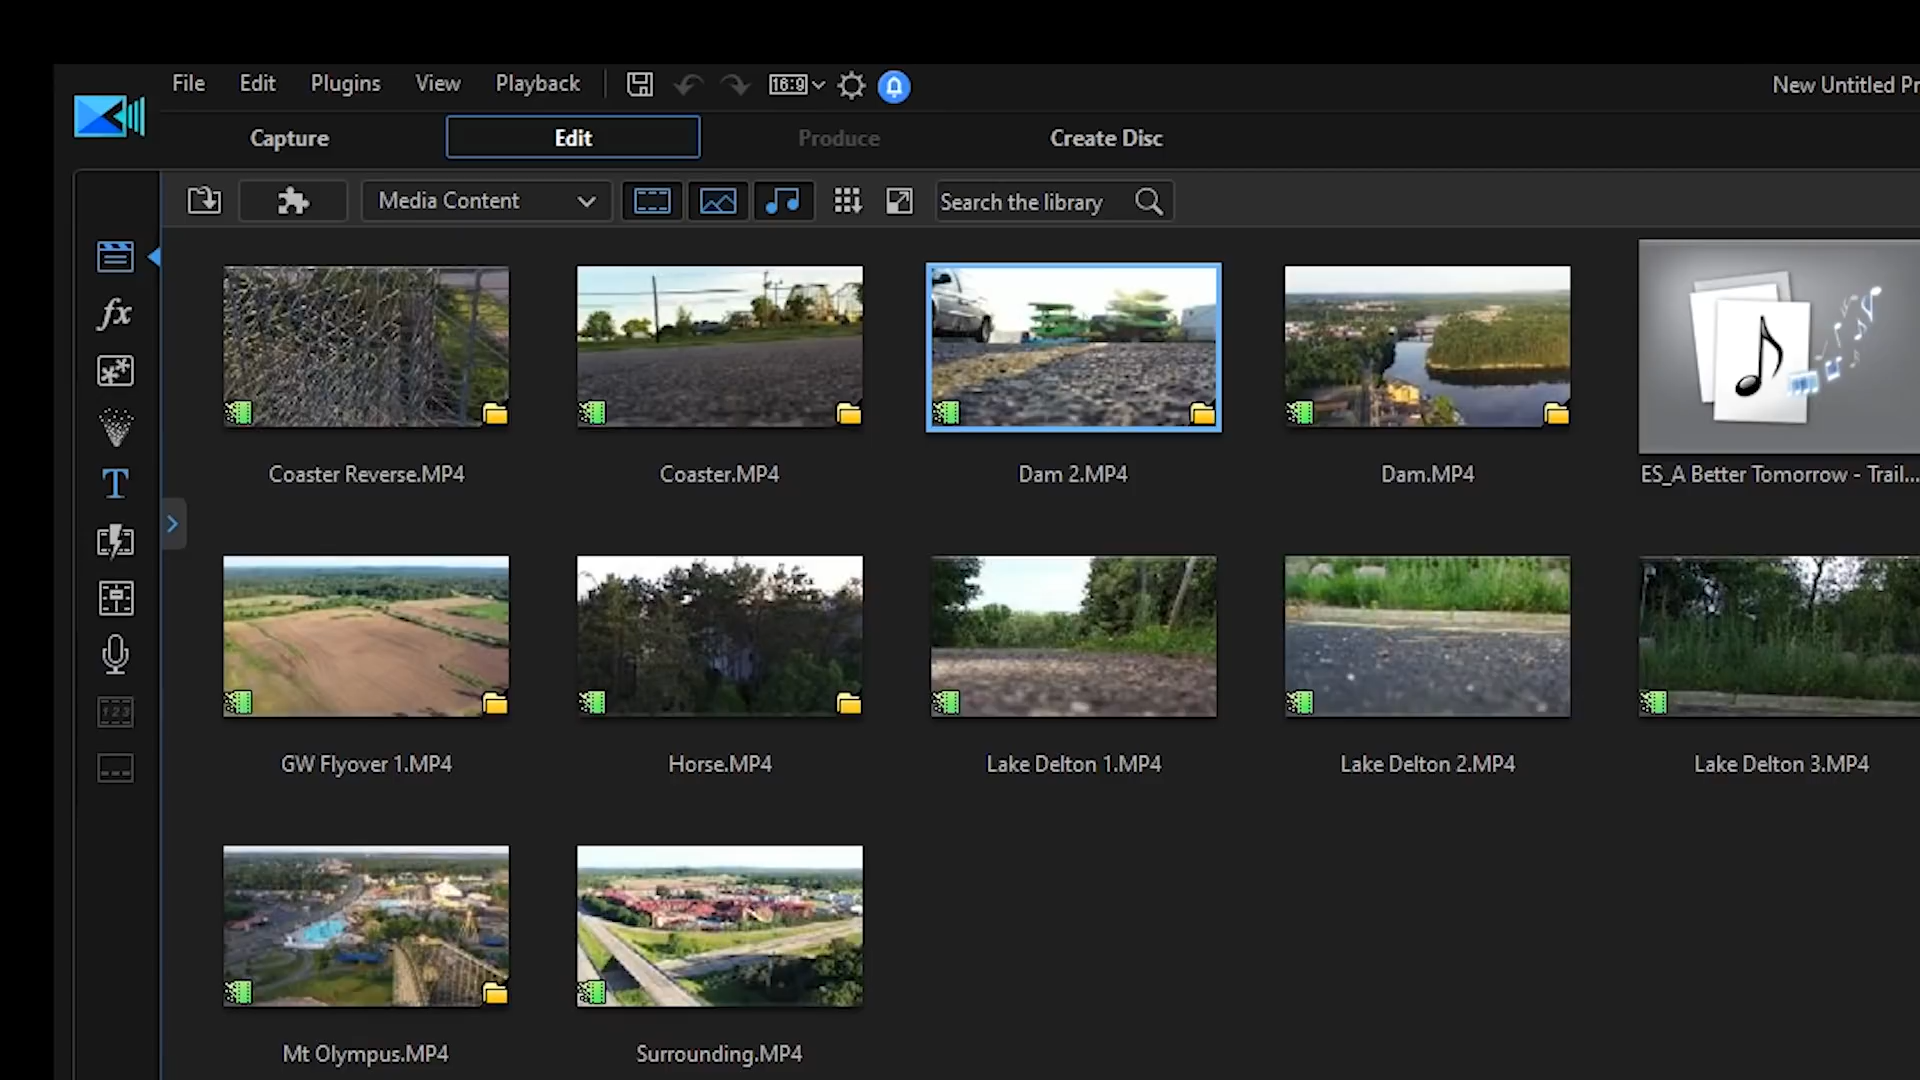 File Edit Plugins View Playback 16:9 New Untitled Pr
Capture Edit Produce Create Disc
Media Content Search the library
fx
T
123
Coaster Reverse.MP4 Coaster.MP4 Dam 2.MP4 Dam.MP4 ES_A Better Tomorrow - Trail...
GW Flyover 1.MP4 Horse.MP4 Lake Delton 1.MP4 Lake Delton 2.MP4 Lake Delton 3.MP4
Mt Olympus.MP4 Surrounding.MP4